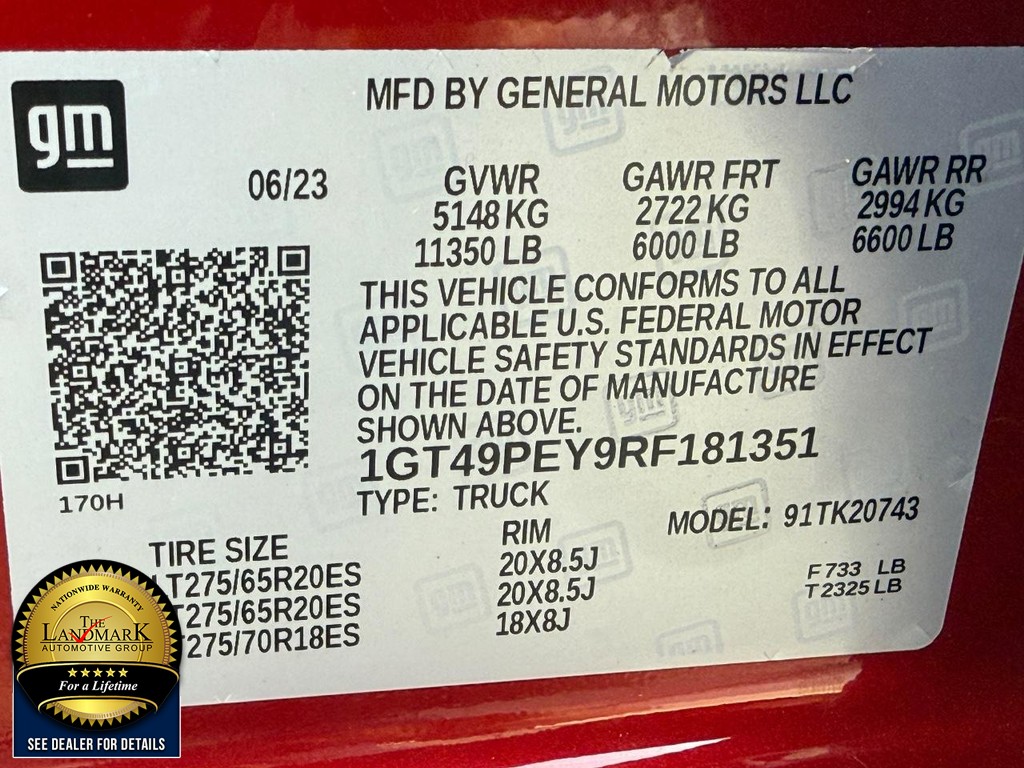 gm
MFD BY GENERAL MOTORS LLC
06/23
GVWR GAWR FRT GAWR RR
5148 KG 2722 KG 2994 KG
11350 LB 6000 LB 6600 LB
THIS VEHICLE CONFORMS TO ALL
APPLICABLE U.S. FEDERAL MOTOR
VEHICLE SAFETY STANDARDS IN EFFECT
ON THE DATE OF MANUFACTURE
SHOWN ABOVE.
1GT49PEY9RF181351
170H
TYPE: TRUCK
MODEL: 91TK20743
TIRE SIZE RIM
LT275/65R20ES 20X8.5J
T275/65R20ES 20X8.5J
275/70R18ES 18X8J
F 733 LB
T 2325 LB
NATIONWIDE WARRANTY
THE
LANDMARK
AUTOMOTIVE GROUP
For a Lifetime
SEE DEALER FOR DETAILS